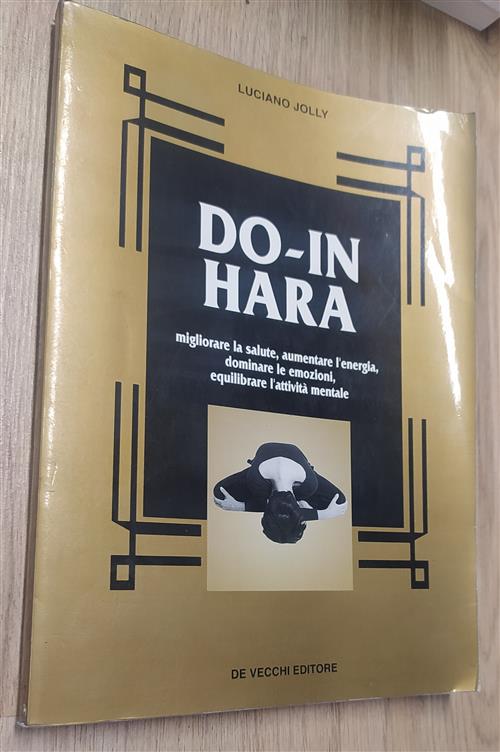 LUCIANO JOLLY
DO-IN
HARA
migliorare la salute, aumentare l'energia,
dominare le emozioni,
equilibrare l'attività mentale
DE VECCHI EDITORE